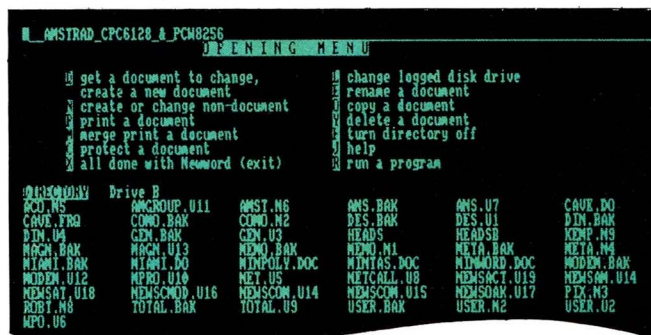 AMSTRAD_CPC6128_&_PCW8256
OPENING MENU
get a document to change,
create a new document
create or change non-document
print a document
merge print a document
protect a document
all done with Newword (exit)
change logged disk drive
rename a document
copy a document
delete a document
turn directory off
help
run a program
DIRECTORY Drive B
ACO.N5 AMGROUP.U11 AMST.M6 ANS.BAK ANS.U7 CAVE.DO
CAVE.FRQ COMO.BAK COMO.N2 DES.BAK DES.U1 DIN.BAK
DIN.U4 GEN.BAK GEN.U3 HEADS HEADSB KEMP.M9
MAGN.BAK MAGN.U13 MEMO.BAK MEMO.N1 META.BAK META.N4
MIAMI.BAK MIAMI.DO MINPOLY.DOC MINTAS.DOC MINWORD.DOC MODEM.BAK
MODEM.U12 MPRO.U10 NET.U5 NETCALL.U8 NEWSACT.U19 NEWSAM.U14
NEWSAT.U18 NEWSCMOD.U16 NEWSCOM.U14 NEWSCOM.U15 NEWSOAK.U17 PIX.N3
ROBT.M8 TOTAL.BAK TOTAL.U9 USER.BAK USER.M2 USER.U2
WPO.U6